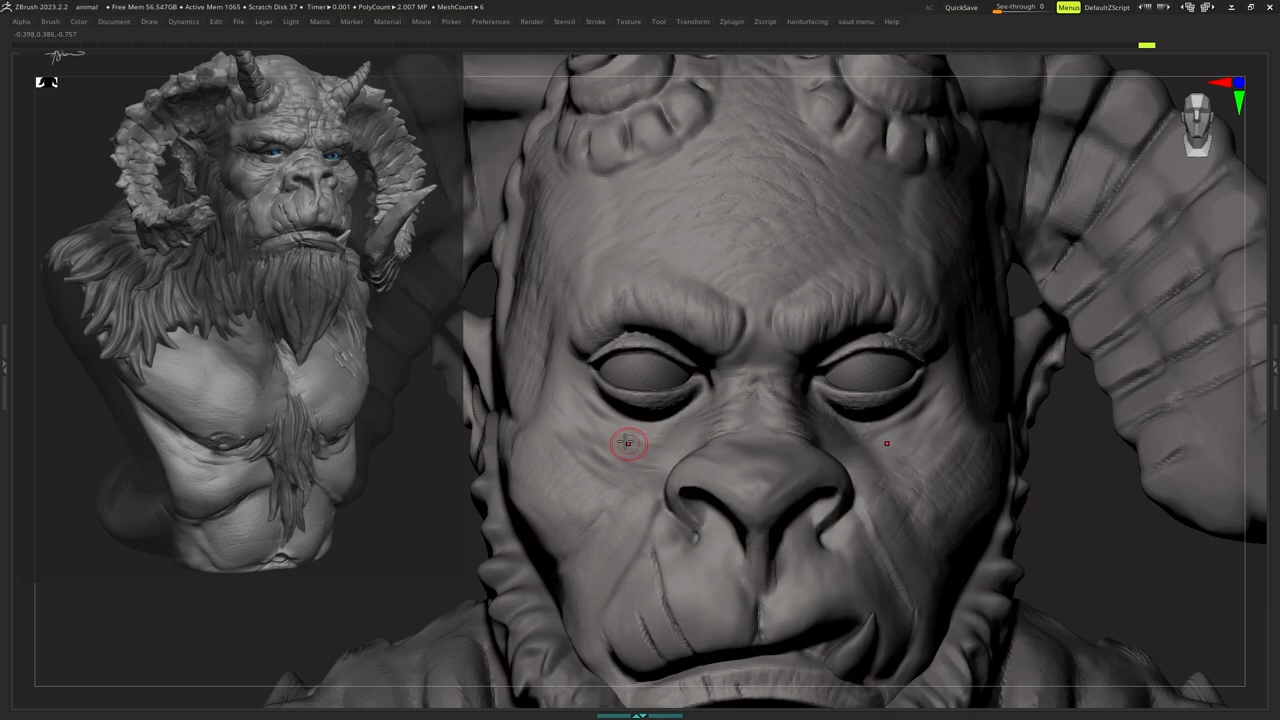 ZBrush 2023.2.2 animal • Free Mem 56.547GB • Active Mem 1065 • Scratch Disk 37 • Timer▸0.001 • PolyCount▸2.007 MP • MeshCount▸6 AC QuickSave See-through 0 Menus DefaultZScript
Alpha Brush Color Document Draw Dynamics Edit File Layer Light Macro Marker Material Movie Picker Preferences Render Stencil Stroke Texture Tool Transform Zplugin Zscript hardurfacing saud menu Help
-0.398,0.386,-0.757